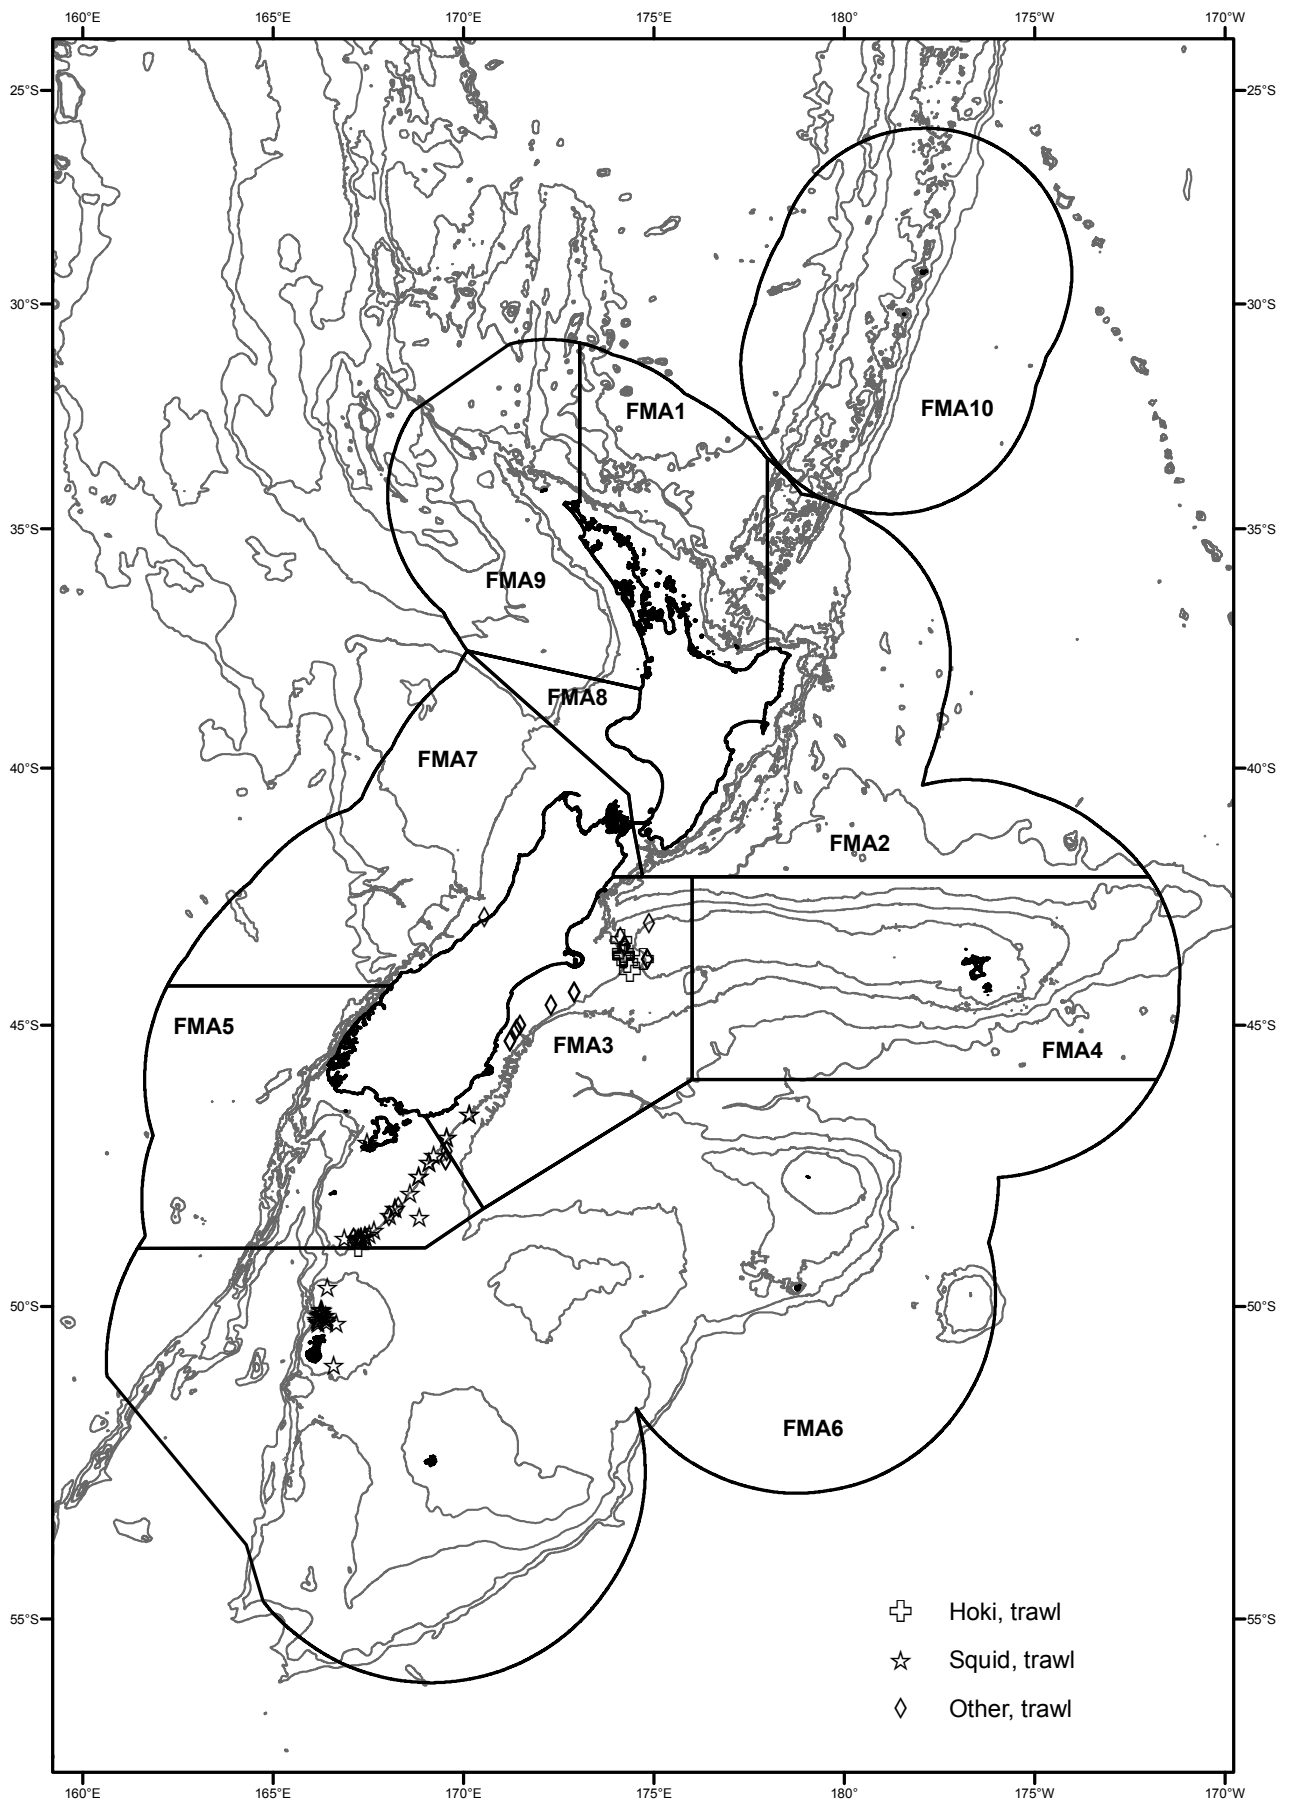 160°E 165°E 170°E 175°E 180° 175°W 170°W
25°S 25°S
30°S 30°S
FMA1 FMA10
35°S 35°S
FMA9
FMA8
FMA7
40°S 40°S
FMA2
FMA5 45°S 45°S
FMA3 FMA4
50°S 50°S
FMA6
Hoki, trawl
55°S 55°S
Squid, trawl
Other, trawl
160°E 165°E 170°E 175°E 180° 175°W 170°W